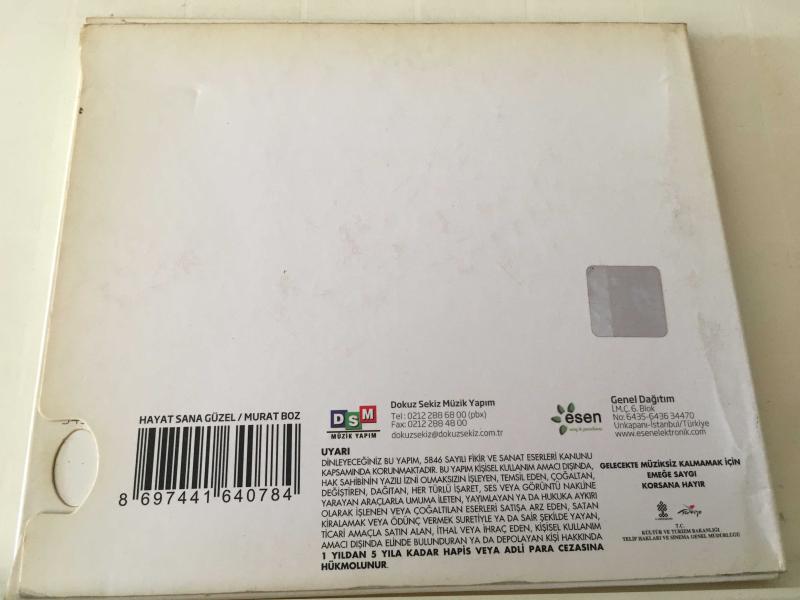 HAYAT SANA GÜZEL / MURAT BOZ
8 697441 640784
DSM
MÜZİK YAPIM
Dokuz Sekiz Müzik Yapım
Tel: 0212 288 68 00 (pbx)
Fax: 0212 288 48 00
dokuzsekiz@dokuzsekiz.com.tr
esen
Genel Dağıtım
İ.M.Ç. 6. Blok
No: 6435-6436 34470
Unkapanı-İstanbul/Türkiye
www.esenelektronik.com
UYARI
DİNLEYECEĞİNİZ BU YAPIM, 5846 SAYILI FİKİR VE SANAT ESERLERİ KANUNU
KAPSAMINDA KORUNMAKTADIR. BU YAPIM KİŞİSEL KULLANIM AMACI DIŞINDA,
HAK SAHİBİNİN YAZILI İZNİ OLMAKSIZIN İŞLEYEN, TEMSİL EDEN, ÇOĞALTAN,
DEĞİŞTİREN, DAĞITAN, HER TÜRLÜ İŞARET, SES VEYA GÖRÜNTÜ NAKLİNE
YARAYAN ARAÇLARLA UMUMA İLETEN, YAYIMLAYAN YA DA HUKUKA AYKIRI
OLARAK İŞLENEN VEYA ÇOĞALTILAN ESERLERİ SATIŞA ARZ EDEN, SATAN
KİRALAMAK VEYA ÖDÜNÇ VERMEK SURETİYLE YA DA SAİR ŞEKİLDE YAYAN,
TİCARİ AMAÇLA SATIN ALAN, İTHAL VEYA İHRAÇ EDEN, KİŞİSEL KULLANIM
AMACI DIŞINDA ELİNDE BULUNDURAN YA DA DEPOLAYAN KİŞİ HAKKINDA
1 YILDAN 5 YILA KADAR HAPİS VEYA ADLİ PARA CEZASINA
HÜKMOLUNUR.
GELECEKTE MÜZİKSİZ KALMAMAK İÇİN
EMEĞE SAYGI
KORSANA HAYIR
Türkiye
T.C.
KÜLTÜR VE TURİZM BAKANLIĞI
TELİF HAKLARI VE SİNEMA GENEL MÜDÜRLÜĞÜ